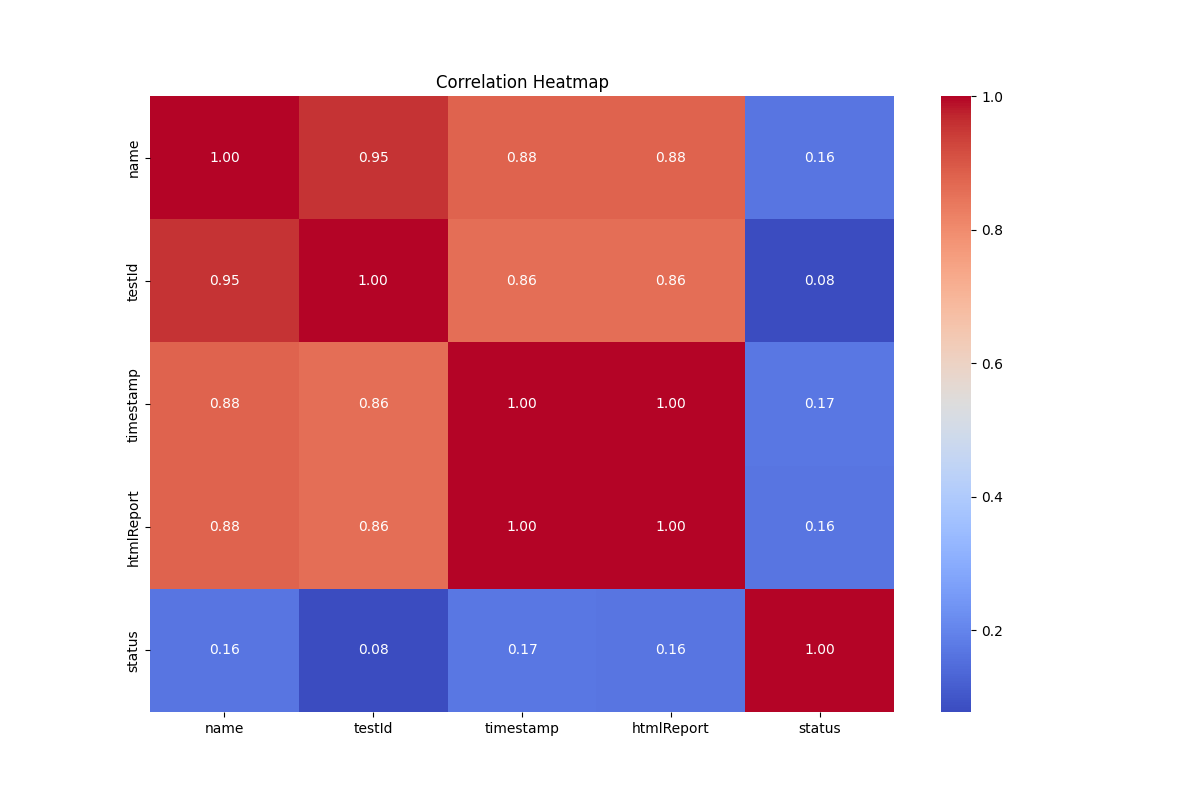 Correlation Heatmap
name 1.00 0.95 0.88 0.88 0.16
testId 0.95 1.00 0.86 0.86 0.08
timestamp 0.88 0.86 1.00 1.00 0.17
htmlReport 0.88 0.86 1.00 1.00 0.16
status 0.16 0.08 0.17 0.16 1.00
name testId timestamp htmlReport status
1.0
0.8
0.6
0.4
0.2